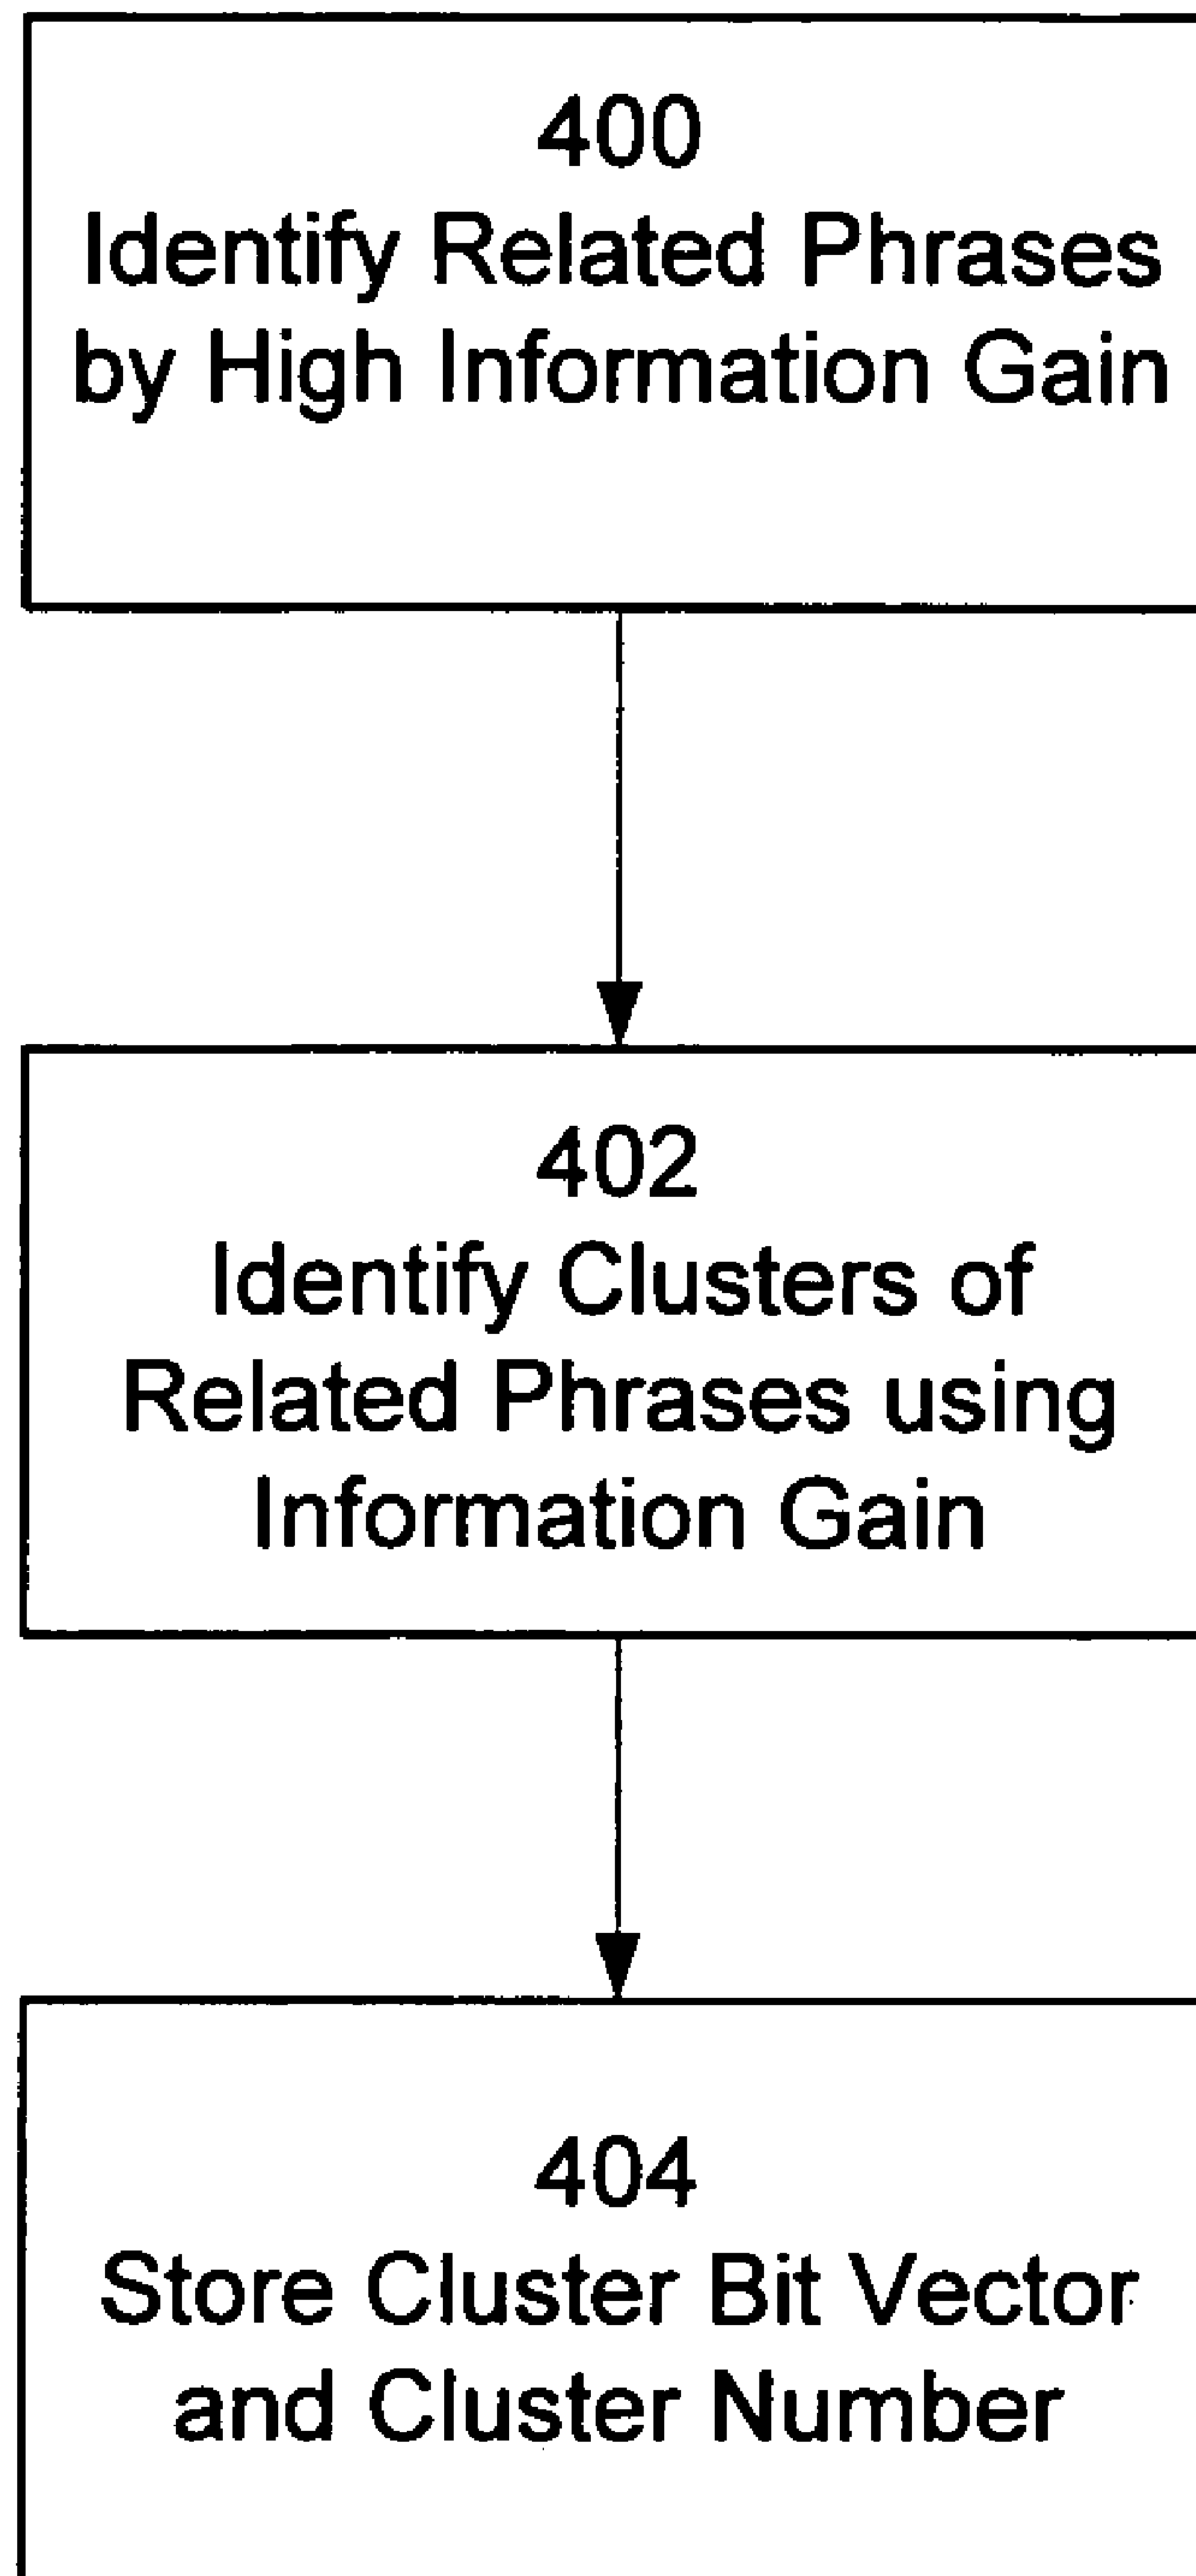 400
Identify Related Phrases
by High Information Gain
402
Identify Clusters of
Related Phrases using
Information Gain
404
Store Cluster Bit Vector
and Cluster Number